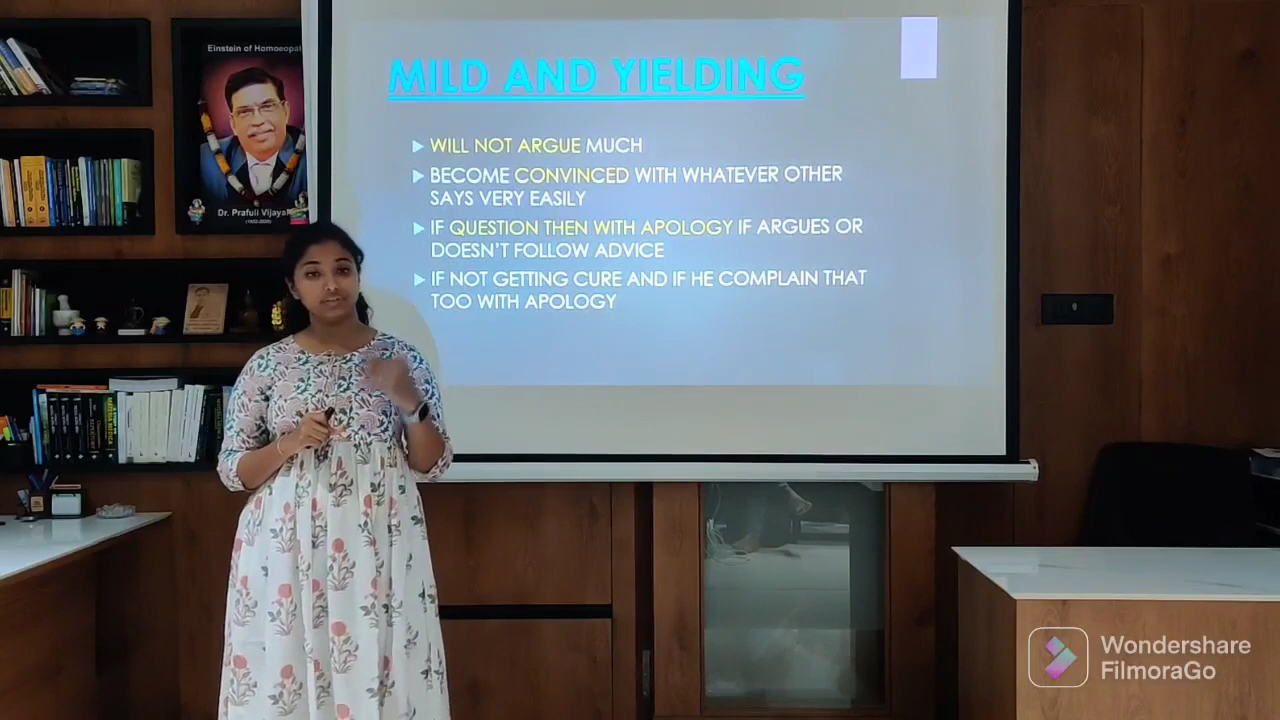 Einstein of Homoeopat
Dr. Prafull Vijaya
MILD AND YIELDING
WILL NOT ARGUE MUCH
BECOME CONVINCED WITH WHATEVER OTHER
SAYS VERY EASILY
IF QUESTION THEN WITH APOLOGY IF ARGUES OR
DOESN'T FOLLOW ADVICE
IF NOT GETTING CURE AND IF HE COMPLAIN THAT
TOO WITH APOLOGY
Wondershare
FilmoraGo